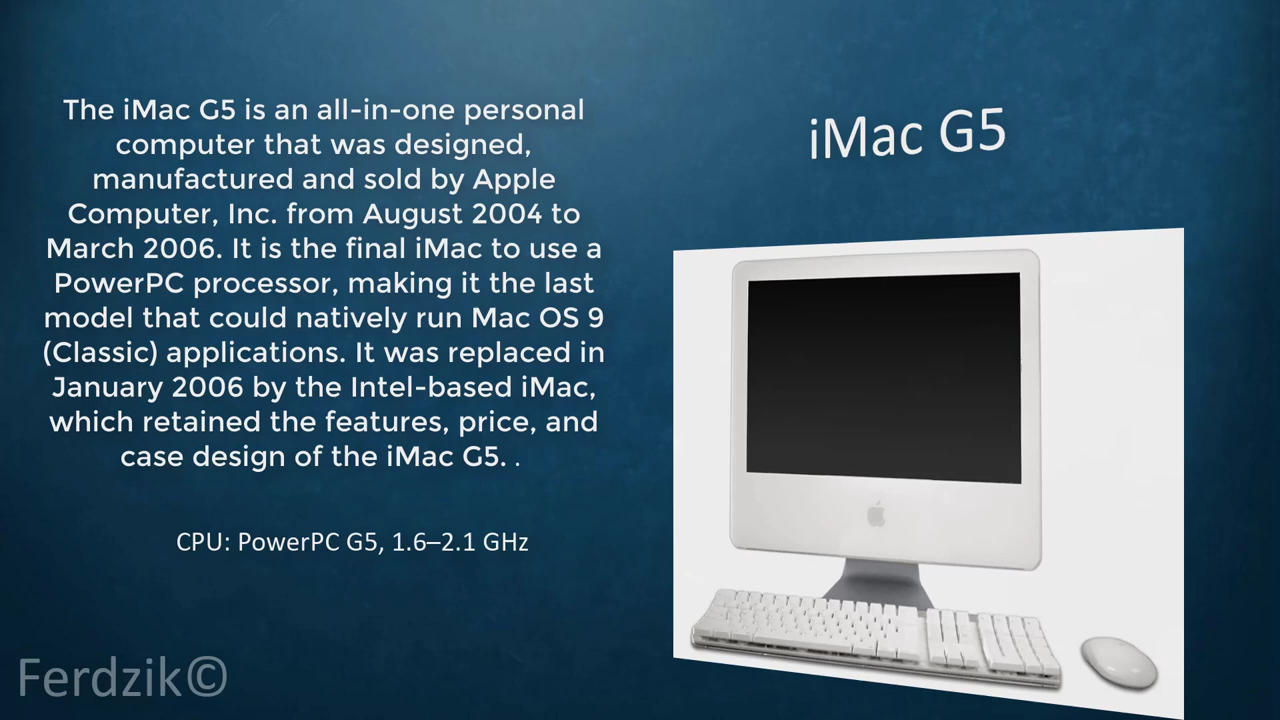 The iMac G5 is an all-in-one personal
computer that was designed,
manufactured and sold by Apple
Computer, Inc. from August 2004 to
March 2006. It is the final iMac to use a
PowerPC processor, making it the last
model that could natively run Mac OS 9
(Classic) applications. It was replaced in
January 2006 by the Intel-based iMac,
which retained the features, price, and
case design of the iMac G5. .
CPU: PowerPC G5, 1.6–2.1 GHz
iMac G5
Ferdzik©